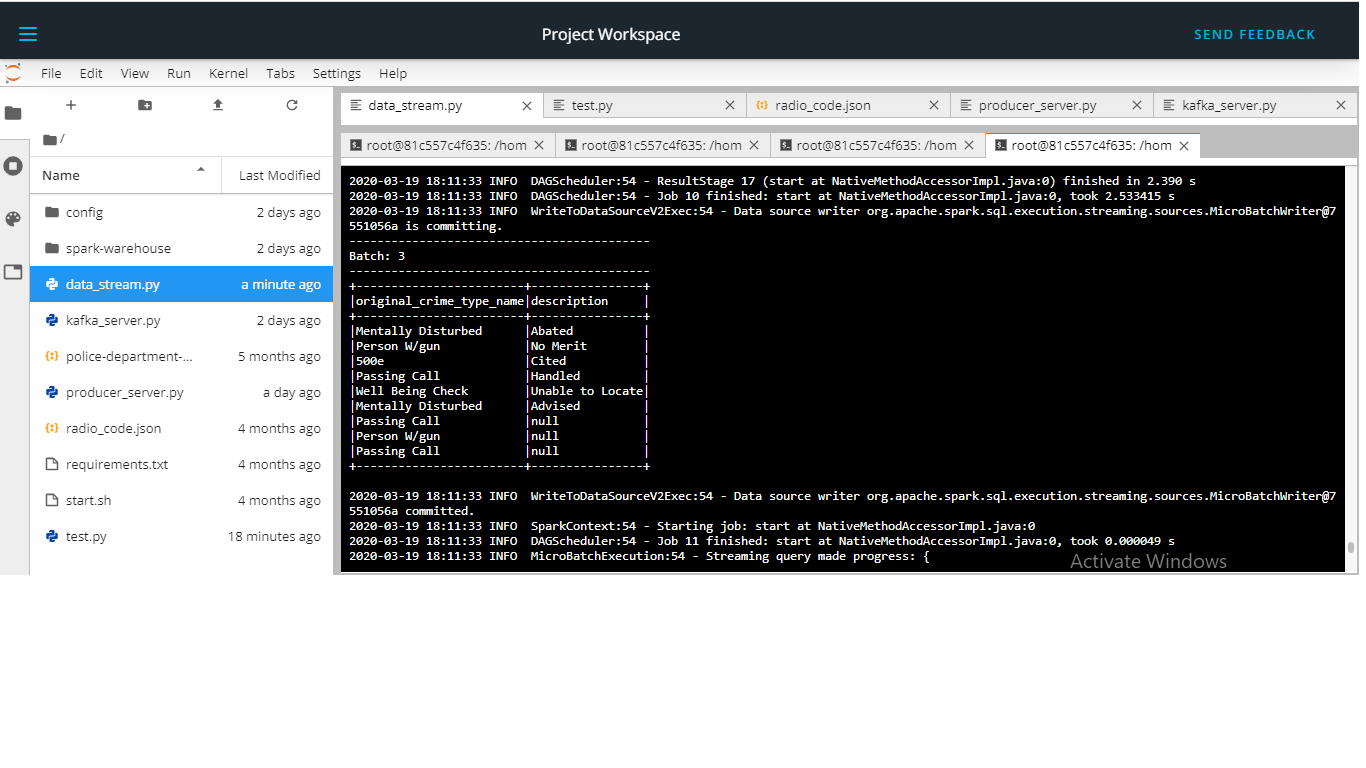 Project Workspace
SEND FEEDBACK
File Edit View Run Kernel Tabs Settings Help
data_stream.py test.py radio_code.json producer_server.py kafka_server.py
/
root@81c557c4f635: /hom root@81c557c4f635: /hom root@81c557c4f635: /hom root@81c557c4f635: /hom
Name Last Modified
config 2 days ago
spark-warehouse 2 days ago
data_stream.py a minute ago
kafka_server.py 2 days ago
police-department-... 5 months ago
producer_server.py a day ago
radio_code.json 4 months ago
requirements.txt 4 months ago
start.sh 4 months ago
test.py 18 minutes ago
2020-03-19 18:11:33 INFO  DAGScheduler:54 - ResultStage 17 (start at NativeMethodAccessorImpl.java:0) finished in 2.390 s
2020-03-19 18:11:33 INFO  DAGScheduler:54 - Job 10 finished: start at NativeMethodAccessorImpl.java:0, took 2.533415 s
2020-03-19 18:11:33 INFO  WriteToDataSourceV2Exec:54 - Data source writer org.apache.spark.sql.execution.streaming.sources.MicroBatchWriter@7
551056a is committing.
-------------------------------------------
Batch: 3
-------------------------------------------
+------------------------+----------------+
|original_crime_type_name|description     |
+------------------------+----------------+
|Mentally Disturbed      |Abated          |
|Person W/gun            |No Merit        |
|500e                    |Cited           |
|Passing Call            |Handled         |
|Well Being Check        |Unable to Locate|
|Mentally Disturbed      |Advised         |
|Passing Call            |null            |
|Person W/gun            |null            |
|Passing Call            |null            |
+------------------------+----------------+
2020-03-19 18:11:33 INFO  WriteToDataSourceV2Exec:54 - Data source writer org.apache.spark.sql.execution.streaming.sources.MicroBatchWriter@7
551056a committed.
2020-03-19 18:11:33 INFO  SparkContext:54 - Starting job: start at NativeMethodAccessorImpl.java:0
2020-03-19 18:11:33 INFO  DAGScheduler:54 - Job 11 finished: start at NativeMethodAccessorImpl.java:0, took 0.000049 s
2020-03-19 18:11:33 INFO  MicroBatchExecution:54 - Streaming query made progress: {
Activate Windows